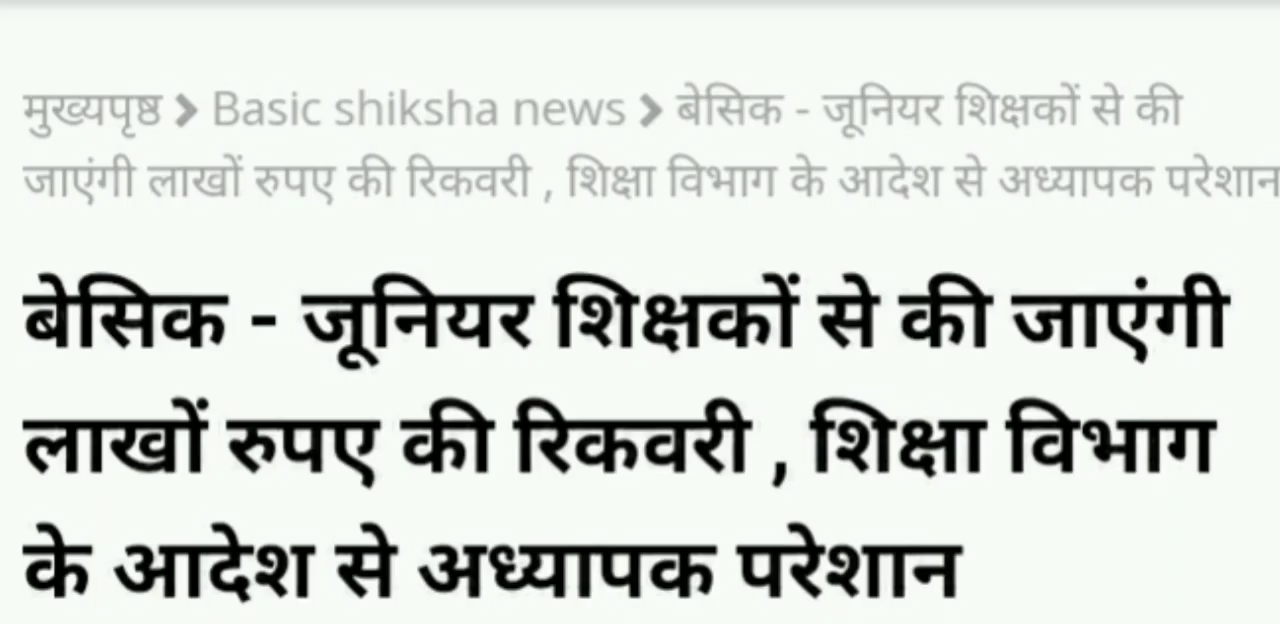 मुख्यपृष्ठ > Basic shiksha news > बेसिक - जूनियर शिक्षकों से की
जाएंगी लाखों रुपए की रिकवरी , शिक्षा विभाग के आदेश से अध्यापक परेशान
बेसिक - जूनियर शिक्षकों से की जाएंगी
लाखों रुपए की रिकवरी , शिक्षा विभाग
के आदेश से अध्यापक परेशान